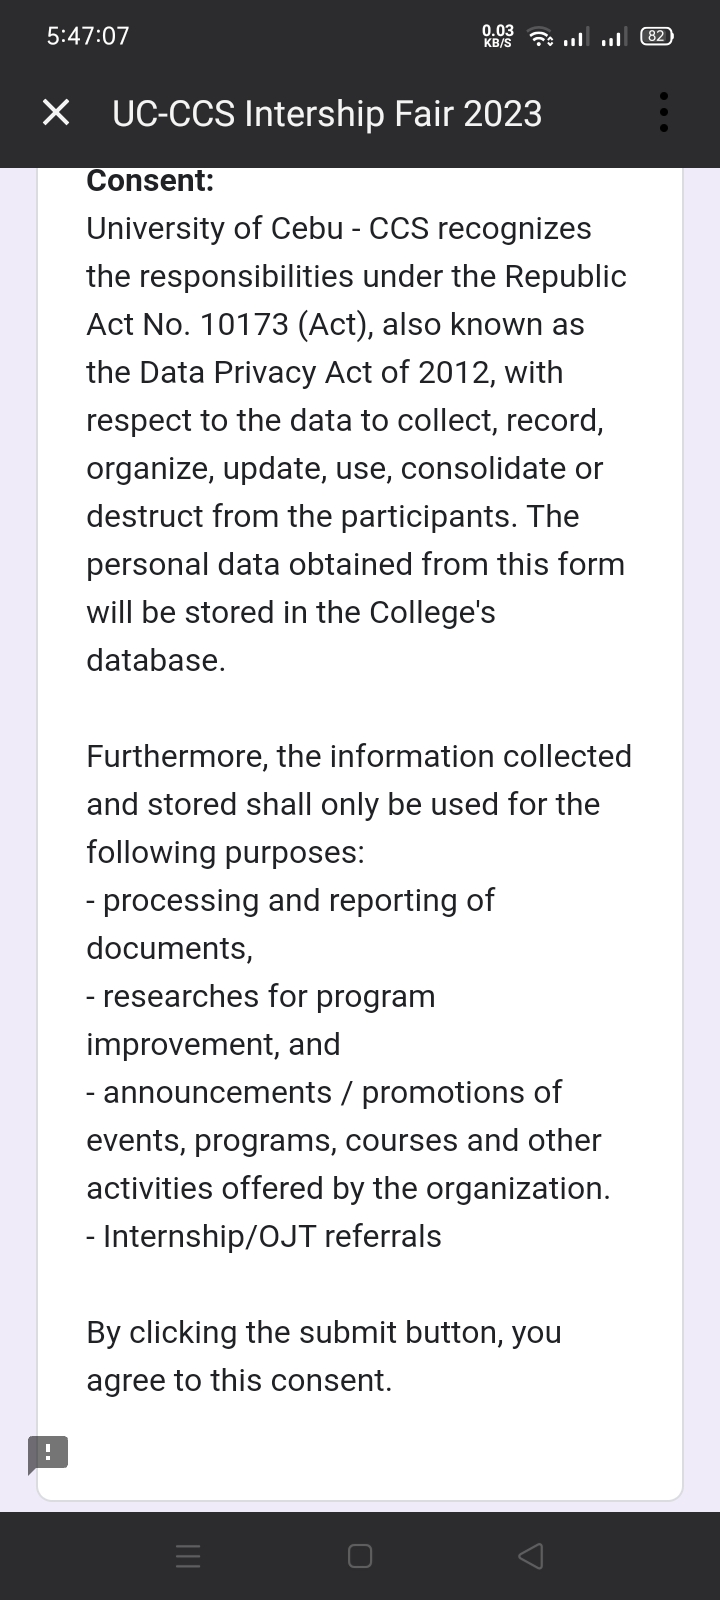 5:47:07
0.03
KB/S
82
UC-CCS Intership Fair 2023
Consent:
University of Cebu - CCS recognizes
the responsibilities under the Republic
Act No. 10173 (Act), also known as
the Data Privacy Act of 2012, with
respect to the data to collect, record,
organize, update, use, consolidate or
destruct from the participants. The
personal data obtained from this form
will be stored in the College's
database.
Furthermore, the information collected
and stored shall only be used for the
following purposes:
- processing and reporting of
documents,
- researches for program
improvement, and
- announcements / promotions of
events, programs, courses and other
activities offered by the organization.
- Internship/OJT referrals
By clicking the submit button, you
agree to this consent.